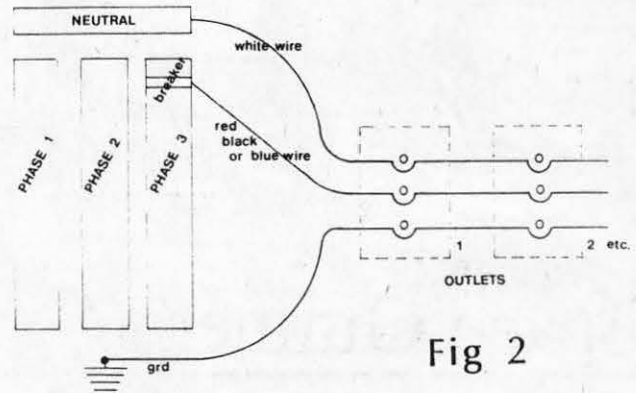 NEUTRAL
white wire
breaker
PHASE 1
PHASE 2
PHASE 3
red
black
or blue wire
1
2 etc.
OUTLETS
grd
Fig 2